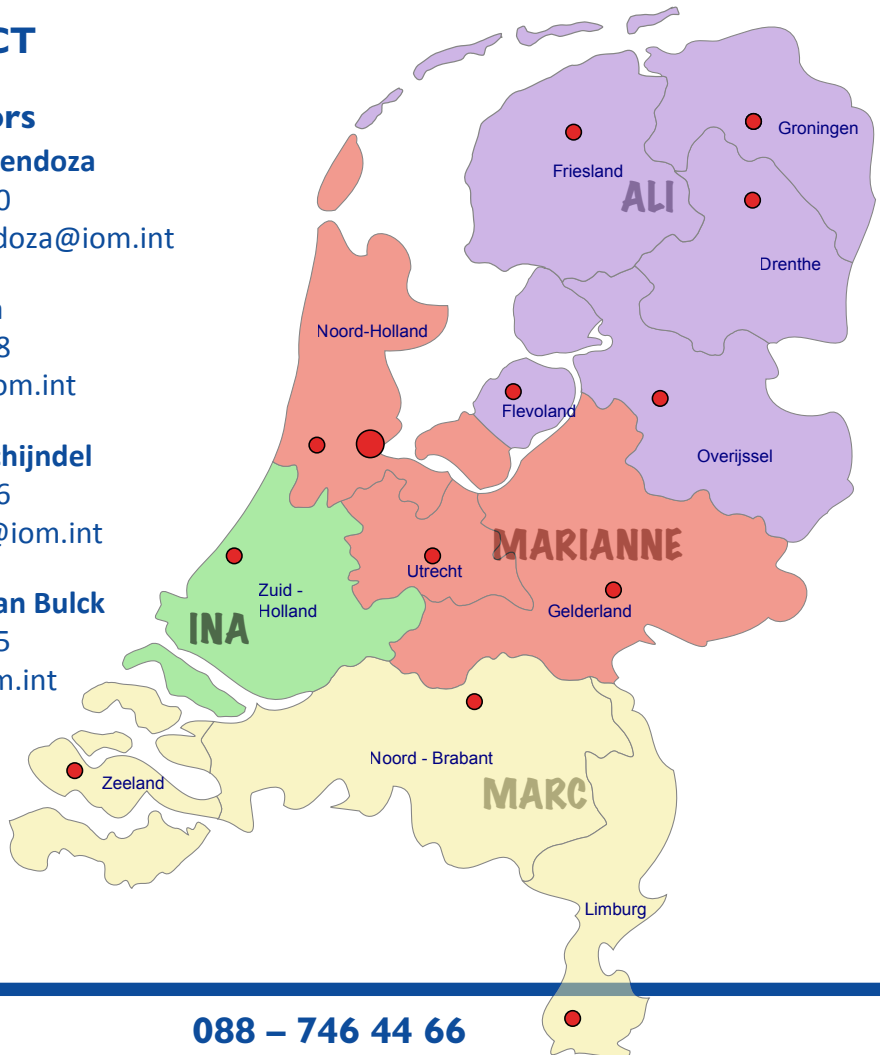 CT
ors
endoza
0
doza@iom.int
8
om.int
chijndel
6
@iom.int
an Bulck
5
m.int
Groningen
Friesland
ALI
Drenthe
Noord-Holland
Flevoland
Overijssel
MARIANNE
Utrecht
Gelderland
Zuid -
Holland
INA
Noord - Brabant
Zeeland
MARC
Limburg
088 – 746 44 66